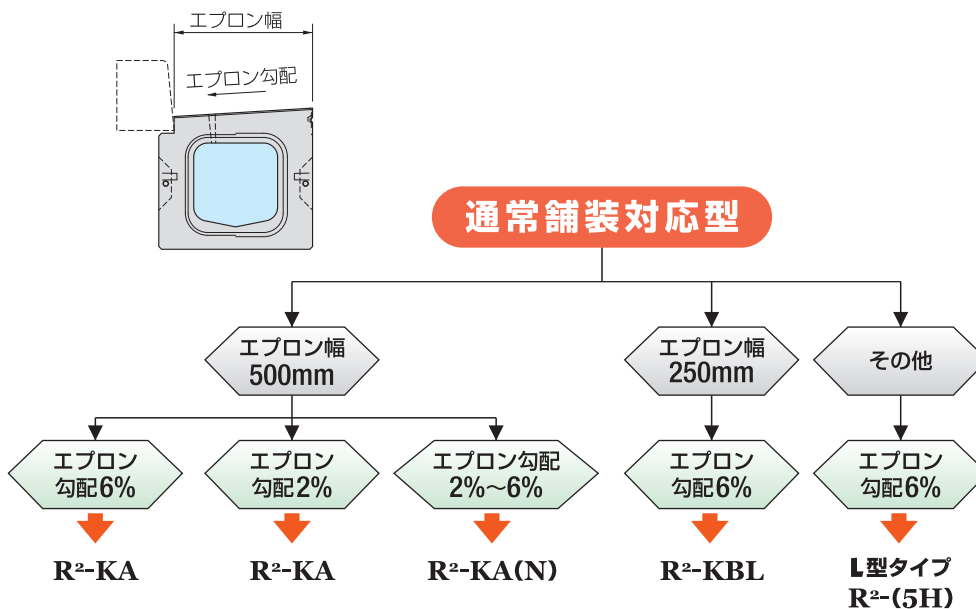 エプロン幅
エプロン勾配
通常舗装対応型
エプロン幅
500mm
エプロン幅
250mm
その他
エプロン
勾配6%
エプロン
勾配2%
エプロン勾配
2%～6%
エプロン
勾配6%
エプロン
勾配6%
R²-KA
R²-KA
R²-KA(N)
R²-KBL
L型タイプ
R²-(5H)